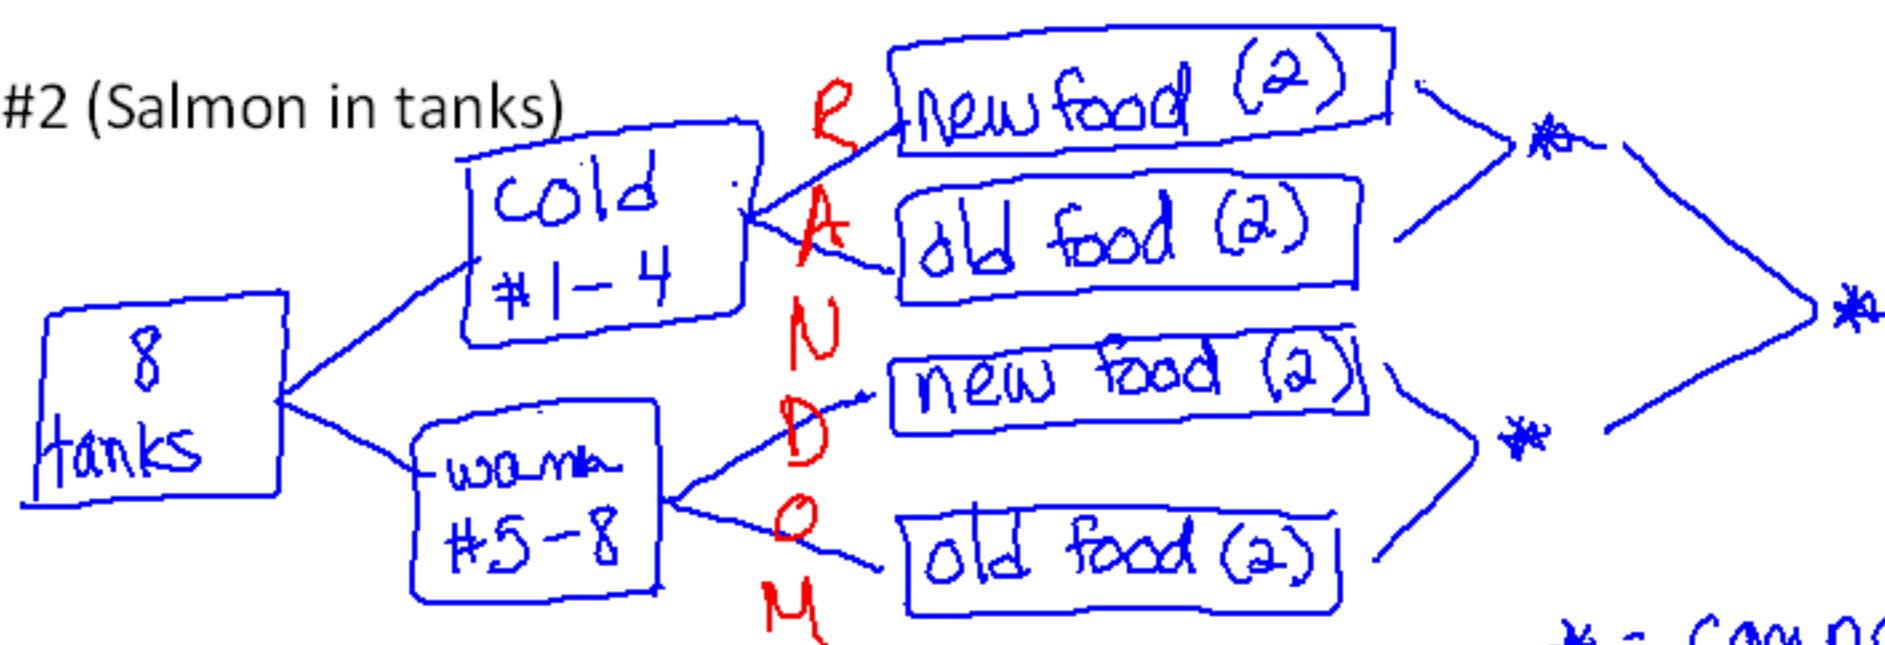 #2 (Salmon in tanks)
8
tanks
cold
#1-4
warm
#5-8
RANDOM
new food (2)
old food (2)
new food (2)
old food (2)
*
*
*
* =